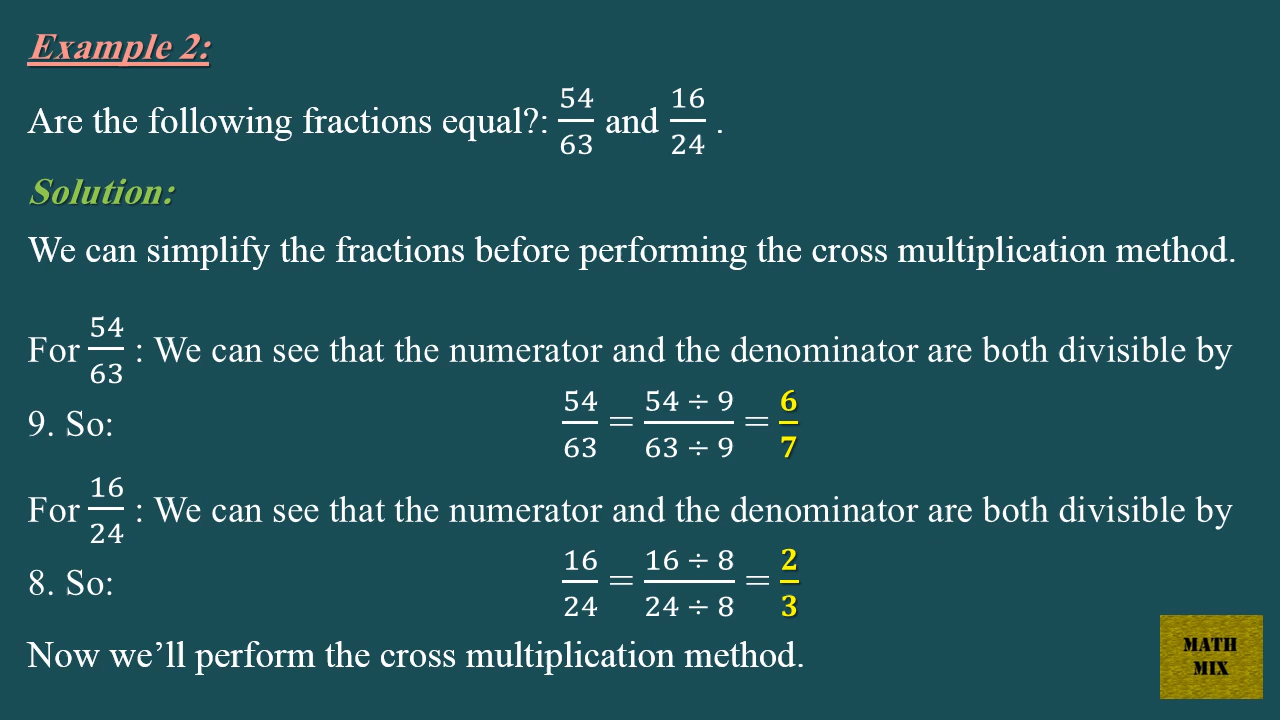 Example 2:
Are the following fractions equal?: 54/63 and 16/24 .
Solution:
We can simplify the fractions before performing the cross multiplication method.
For 54/63 : We can see that the numerator and the denominator are both divisible by
9. So: 54/63 = 54 ÷ 9/63 ÷ 9 = 6/7
For 16/24 : We can see that the numerator and the denominator are both divisible by
8. So: 16/24 = 16 ÷ 8/24 ÷ 8 = 2/3
Now we’ll perform the cross multiplication method.
MATH
MIX